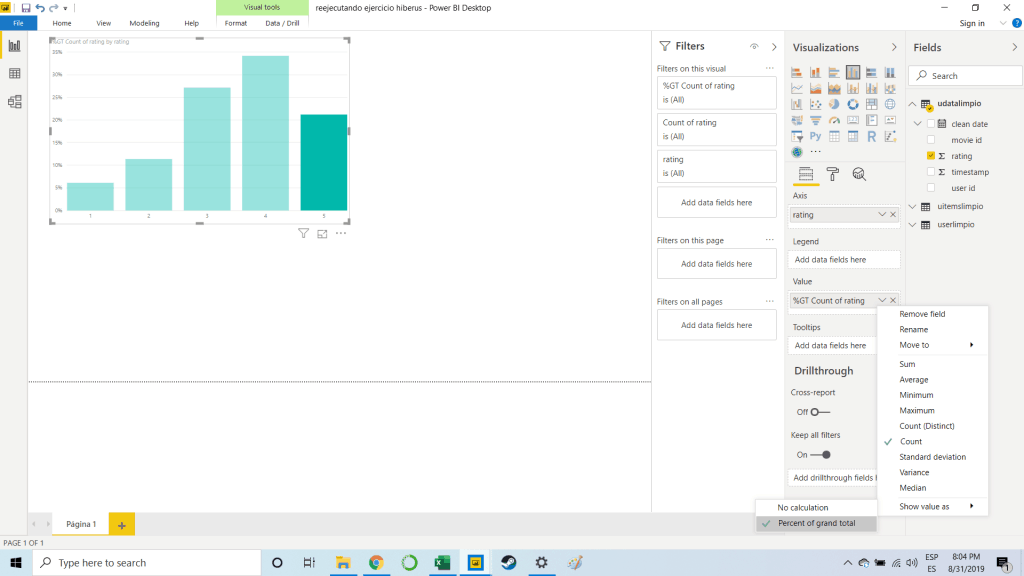 Visual tools
reejecutando ejercicio hiberus - Power BI Desktop
Sign in
File Home View Modeling Help Format Data / Drill
%GT Count of rating by rating
35%
30%
25%
20%
15%
10%
5%
0%
1 2 3 4 5
Filters
Filters on this visual
%GT Count of rating
is (All)
Count of rating
is (All)
rating
is (All)
Add data fields here
Filters on this page
Add data fields here
Filters on all pages
Add data fields here
Visualizations
Py
R
Axis
rating
Legend
Add data fields here
Value
%GT Count of rating
Tooltips
Add data fields here
Drillthrough
Cross-report
Off
Keep all filters
On
Add drillthrough fields
Fields
Search
udatalimpio
clean date
movie id
Σ rating
Σ timestamp
user id
uitemslimpio
userlimpio
Remove field
Rename
Move to
Sum
Average
Minimum
Maximum
Count (Distinct)
Count
Standard deviation
Variance
Median
Show value as
No calculation
Percent of grand total
Página 1
PAGE 1 OF 1
Type here to search
ESP
ES
8:04 PM
8/31/2019
1